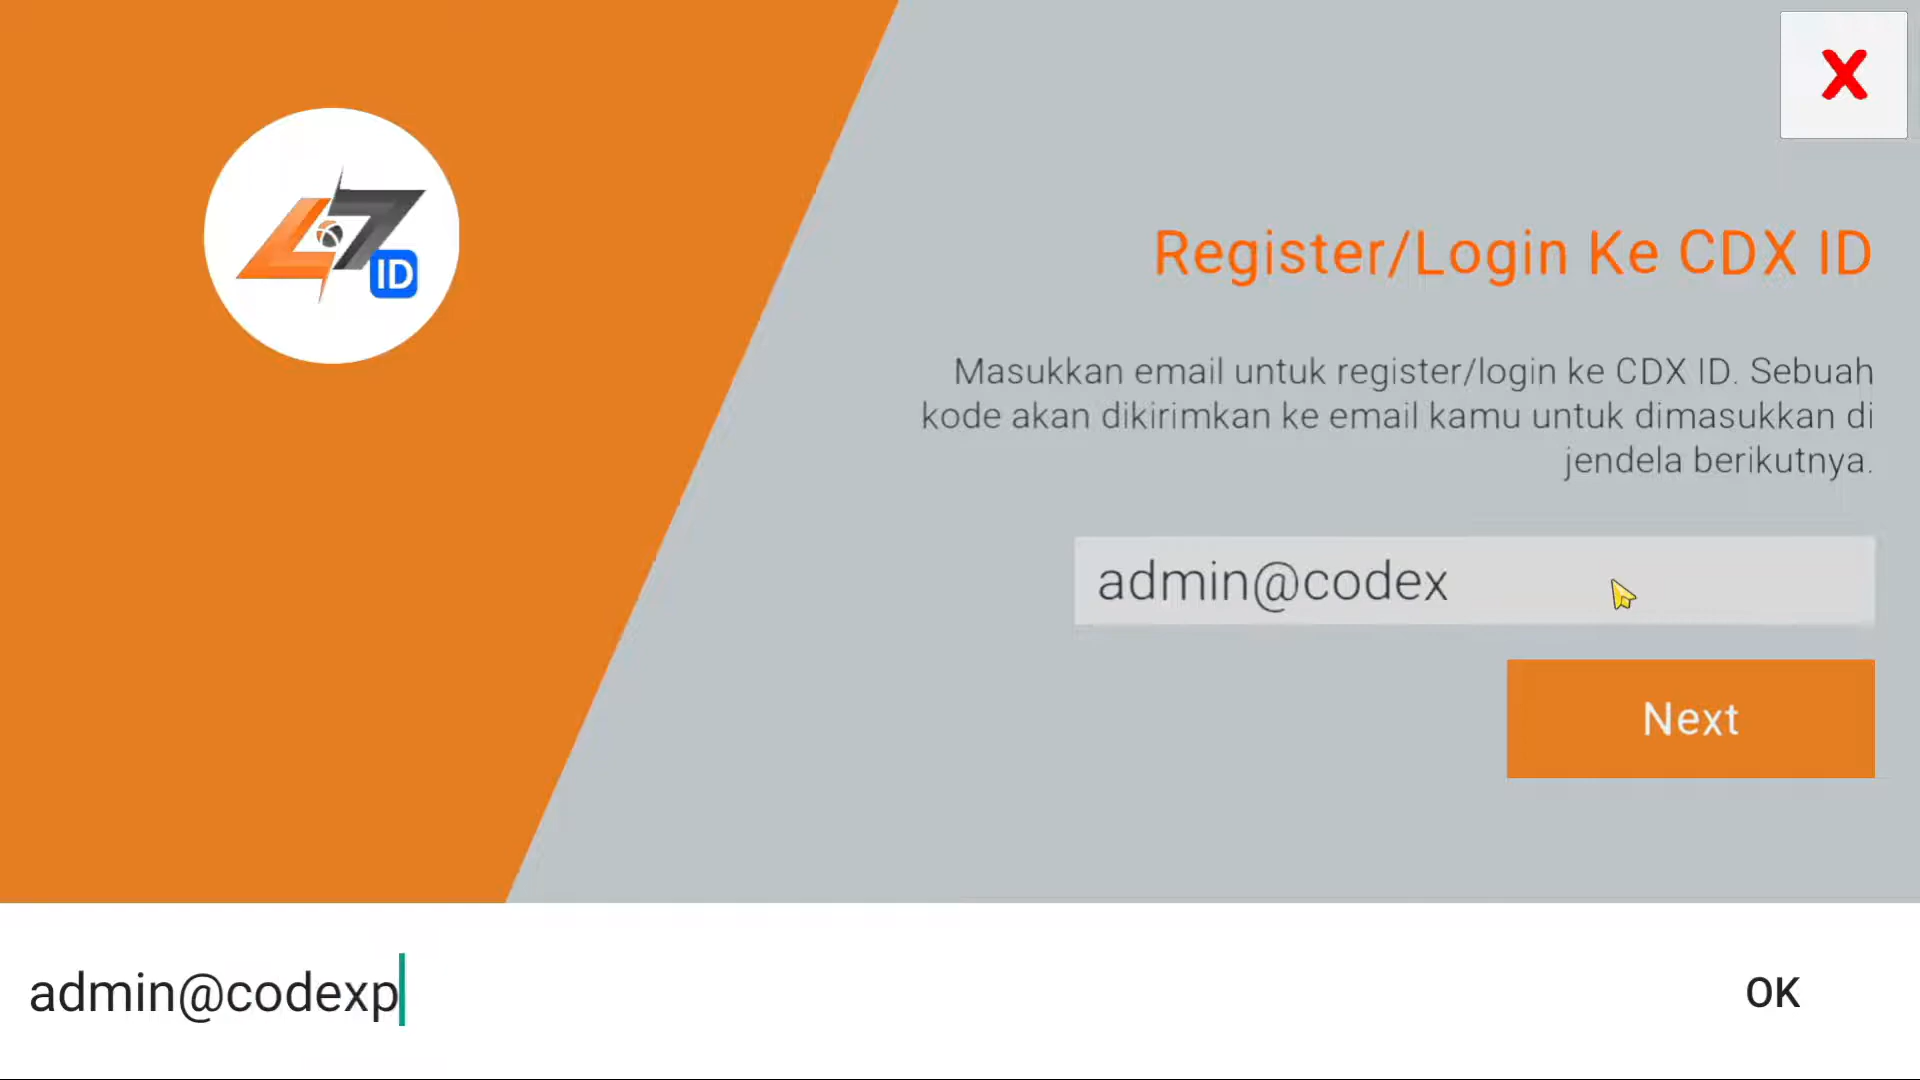 ID
Register/Login Ke CDX ID
Masukkan email untuk register/login ke CDX ID. Sebuah
kode akan dikirimkan ke email kamu untuk dimasukkan di
jendela berikutnya.
admin@codex
Next
admin@codexp
OK